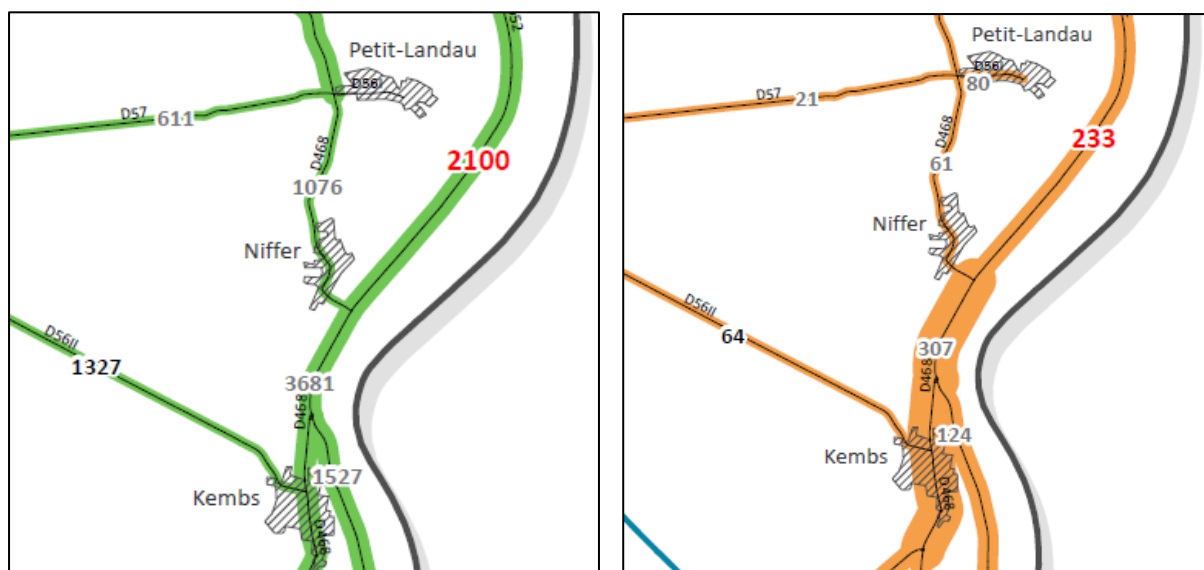 D52
Petit-Landau
D56I
D57
611
2100
D468
1076
Niffer
D56II
1327
3681
D468
1527
Kembs
D468
Petit-Landau
D56I
80
D57
21
233
D468
61
Niffer
D56II
64
307
D468
124
Kembs
D468